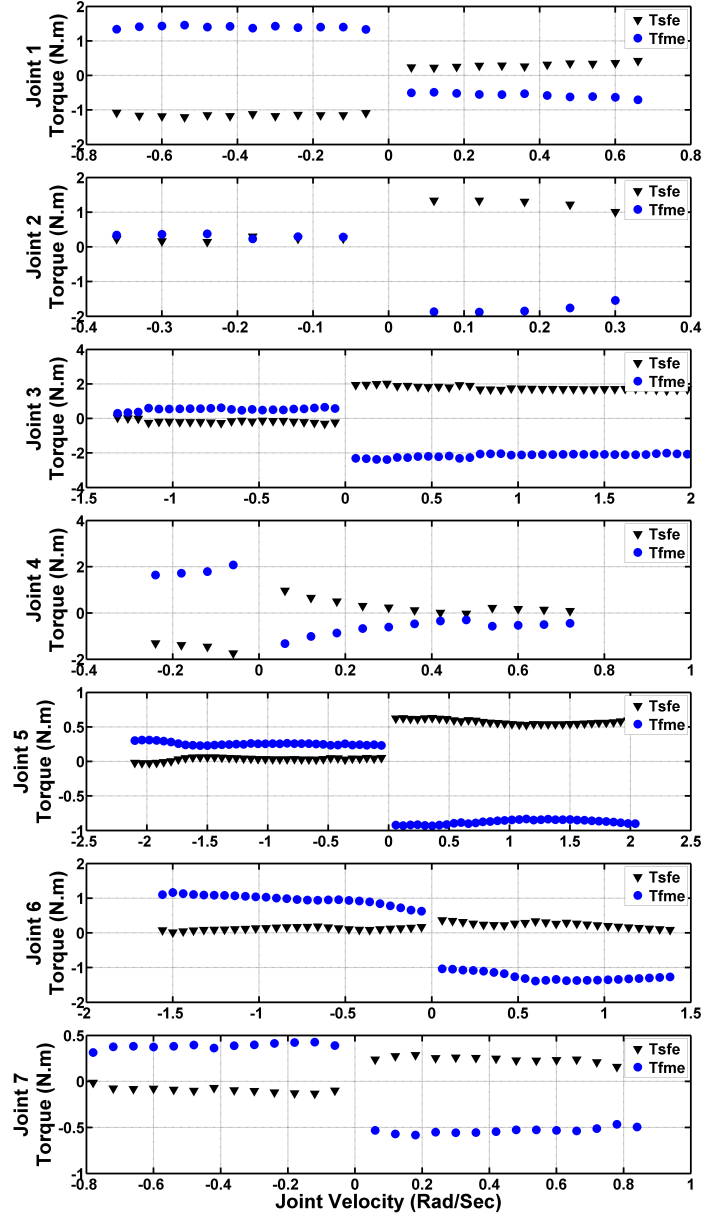 2
1
0
-1
-2
Joint 1
Torque (N.m)
Tsfe
Tfme
-0.8 -0.6 -0.4 -0.2 0 0.2 0.4 0.6 0.8
2
1
0
-1
-2
Joint 2
Torque (N.m)
Tsfe
Tfme
-0.4 -0.3 -0.2 -0.1 0 0.1 0.2 0.3 0.4
4
2
0
-2
-4
Joint 3
Torque (N.m)
Tsfe
Tfme
-1.5 -1 -0.5 0 0.5 1 1.5 2
4
2
0
-2
Joint 4
Torque (N.m)
Tsfe
Tfme
-0.4 -0.2 0 0.2 0.4 0.6 0.8 1
1
0.5
0
-0.5
-1
Joint 5
Torque (N.m)
Tsfe
Tfme
-2.5 -2 -1.5 -1 -0.5 0 0.5 1 1.5 2 2.5
2
1
0
-1
-2
Joint 6
Torque (N.m)
Tsfe
Tfme
-2 -1.5 -1 -0.5 0 0.5 1 1.5
0.5
0
-0.5
-1
Joint 7
Torque (N.m)
Tsfe
Tfme
-0.8 -0.6 -0.4 -0.2 0 0.2 0.4 0.6 0.8 1
Joint Velocity (Rad/Sec)